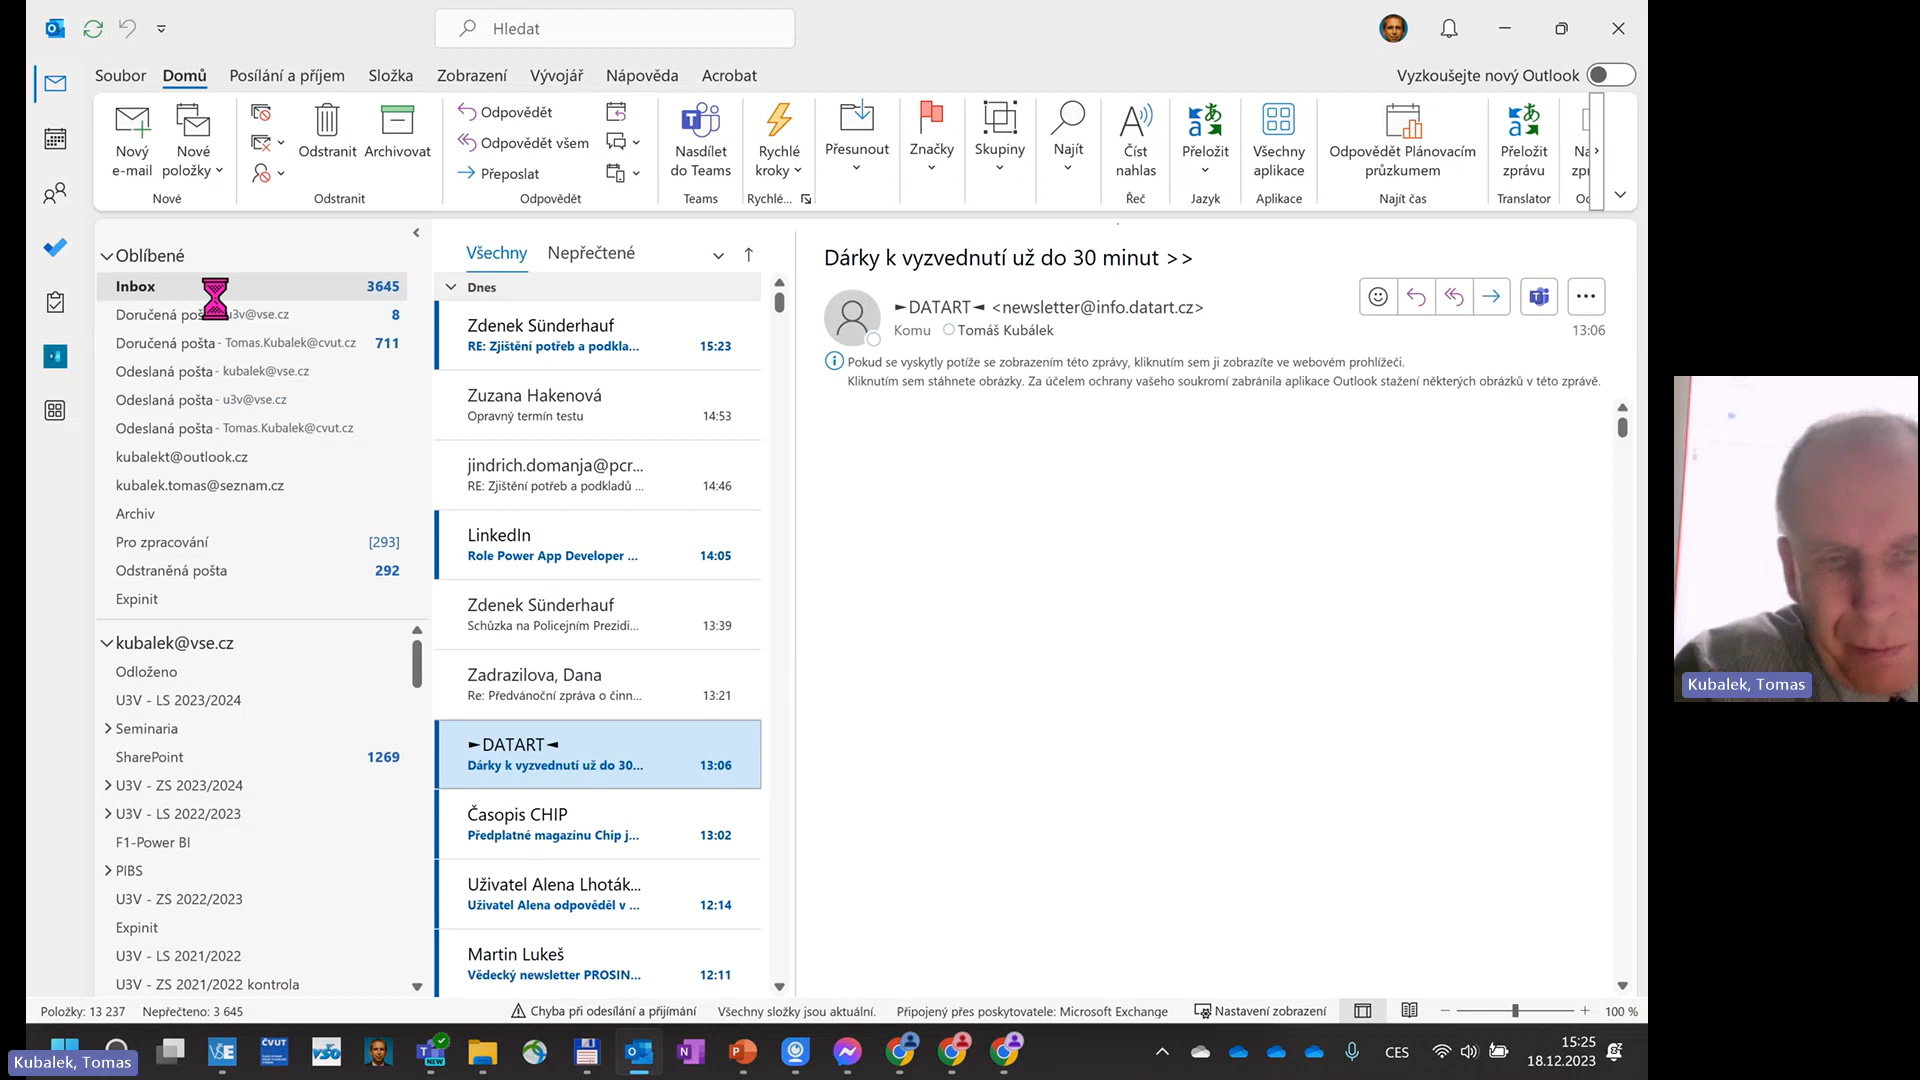 Hledat
Soubor Domů Posílání a příjem Složka Zobrazení Vývojář Nápověda Acrobat
Vyzkoušejte nový Outlook
Nový e-mail
Nové položky
Nové
Odstranit
Archivovat
Odstranit
Odpovědět
Odpovědět všem
Přeposlat
Odpovědět
Nasdílet do Teams
Teams
Rychlé kroky
Rychlé...
Přesunout
Značky
Skupiny
Najít
Číst nahlas
Řeč
Přeložit
Jazyk
Všechny aplikace
Aplikace
Odpovědět Plánovacím průzkumem
Najít čas
Přeložit zprávu
Translator
Oblíbené
Inbox 3645
Doručená u3v@vse.cz 8
Doručená pošta - Tomas.Kubalek@cvut.cz 711
Odeslaná pošta - kubalek@vse.cz
Odeslaná pošta - u3v@vse.cz
Odeslaná pošta - Tomas.Kubalek@cvut.cz
kubalekt@outlook.cz
kubalek.tomas@seznam.cz
Archiv
Pro zpracování [293]
Odstraněná pošta 292
Expinit
kubalek@vse.cz
Odloženo
U3V - LS 2023/2024
Seminaria
SharePoint 1269
U3V - ZS 2023/2024
U3V - LS 2022/2023
F1-Power BI
PIBS
U3V - ZS 2022/2023
Expinit
U3V - LS 2021/2022
U3V - ZS 2021/2022 kontrola
Všechny Nepřečtené
Dnes
Zdenek Sünderhauf
RE: Zjištění potřeb a podkla... 15:23
Zuzana Hakenová
Opravný termín testu 14:53
jindrich.domanja@pcr...
RE: Zjištění potřeb a podkladů ... 14:46
LinkedIn
Role Power App Developer ... 14:05
Zdenek Sünderhauf
Schůzka na Policejním Prezidi... 13:39
Zadrazilova, Dana
Re: Předvánoční zpráva o činn... 13:21
►DATART◄
Dárky k vyzvednutí už do 30... 13:06
Časopis CHIP
Předplatné magazínu Chip j... 13:02
Uživatel Alena Lhoták...
Uživatel Alena odpověděl v ... 12:14
Martin Lukeš
Vědecký newsletter PROSIN... 12:11
Dárky k vyzvednutí už do 30 minut >>
►DATART◄ <newsletter@info.datart.cz>
Komu Tomáš Kubálek
13:06
Pokud se vyskytly potíže se zobrazením této zprávy, kliknutím sem ji zobrazíte ve webovém prohlížeči.
Kliknutím sem stáhnete obrázky. Za účelem ochrany vašeho soukromí zabránila aplikace Outlook stažení některých obrázků v této zprávě.
Kubalek, Tomas
Položky: 13 237 Nepřečteno: 3 645 Chyba při odesílání a přijímání Všechny složky jsou aktuální. Připojený přes poskytovatele: Microsoft Exchange Nastavení zobrazení 100 %
Kubalek, Tomas
VŠE
ČVUT
VŠO
NEW
CES
15:25
18.12.2023